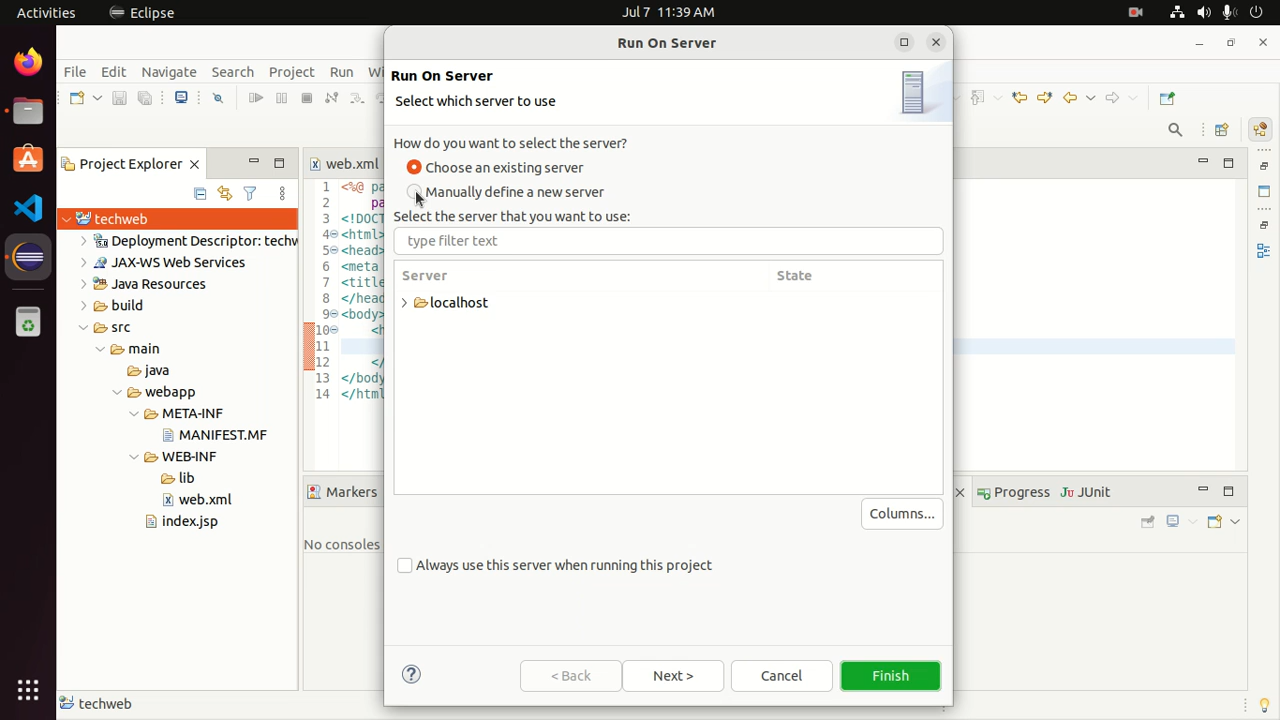 Activities Eclipse Jul 7 11:39 AM
Run On Server
File Edit Navigate Search Project Run
Run On Server
Select which server to use
Project Explorer
web.xml
How do you want to select the server?
Choose an existing server
Manually define a new server
Select the server that you want to use:
type filter text
Server State
localhost
Columns...
Always use this server when running this project
? < Back Next > Cancel Finish
techweb
Deployment Descriptor: techw
JAX-WS Web Services
Java Resources
build
src
main
java
webapp
META-INF
MANIFEST.MF
WEB-INF
lib
web.xml
index.jsp
1 <%@ pa
2 pa
3 <!DOCT
4 <html>
5 <head>
6 <meta
7 <title
8 </head
9 <body>
10 <h
11
12 </
13 </body
14 </html
Markers Progress JUnit
No consoles
techweb